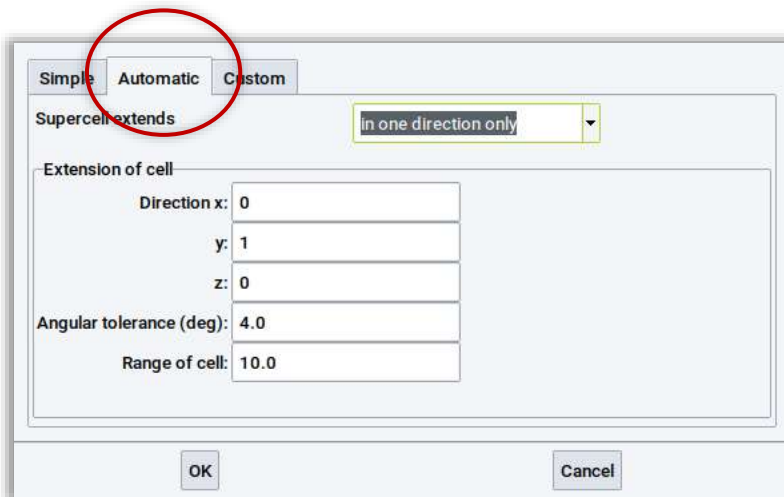 Simple Automatic Custom
Supercell extends in one direction only
Extension of cell
Direction x: 0
y: 1
z: 0
Angular tolerance (deg): 4.0
Range of cell: 10.0
OK Cancel